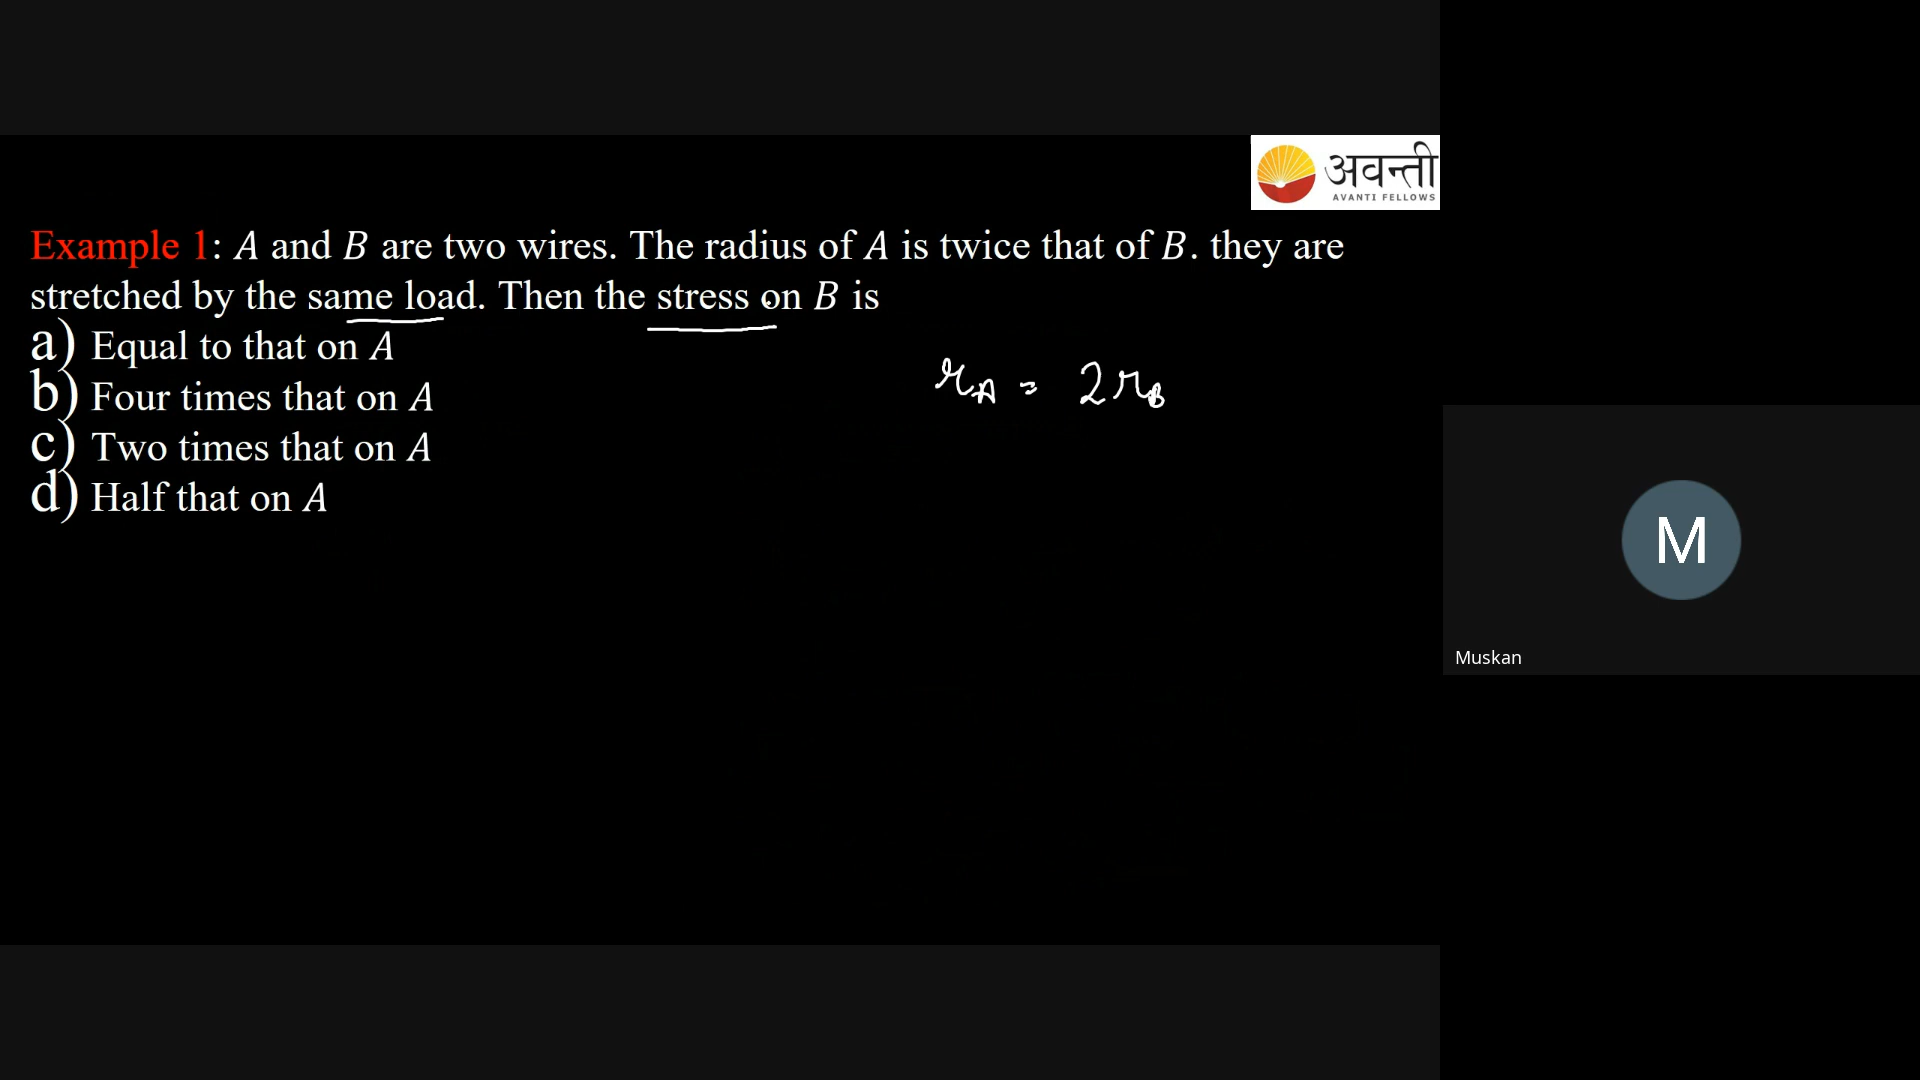 अवन्ती
AVANTI FELLOWS
Example 1: A and B are two wires. The radius of A is twice that of B. they are
stretched by the same load. Then the stress on B is
a) Equal to that on A
b) Four times that on A
c) Two times that on A
d) Half that on A
r_A = 2r_B
M
Muskan